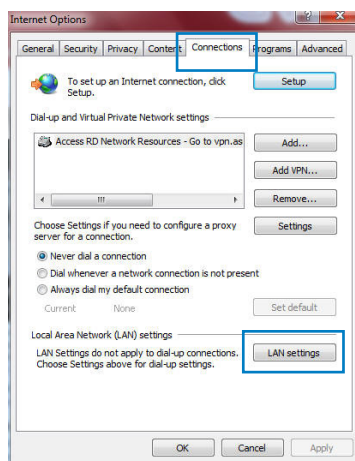 Internet Options
General Security Privacy Content Connections Programs Advanced
To set up an Internet connection, click
Setup.
Setup
Dial-up and Virtual Private Network settings
Access RD Network Resources - Go to vpn.as
Add...
Add VPN...
Remove...
Choose Settings if you need to configure a proxy
server for a connection.
Settings
Never dial a connection
Dial whenever a network connection is not present
Always dial my default connection
Current None
Set default
Local Area Network (LAN) settings
LAN Settings do not apply to dial-up connections.
Choose Settings above for dial-up settings.
LAN settings
OK Cancel Apply